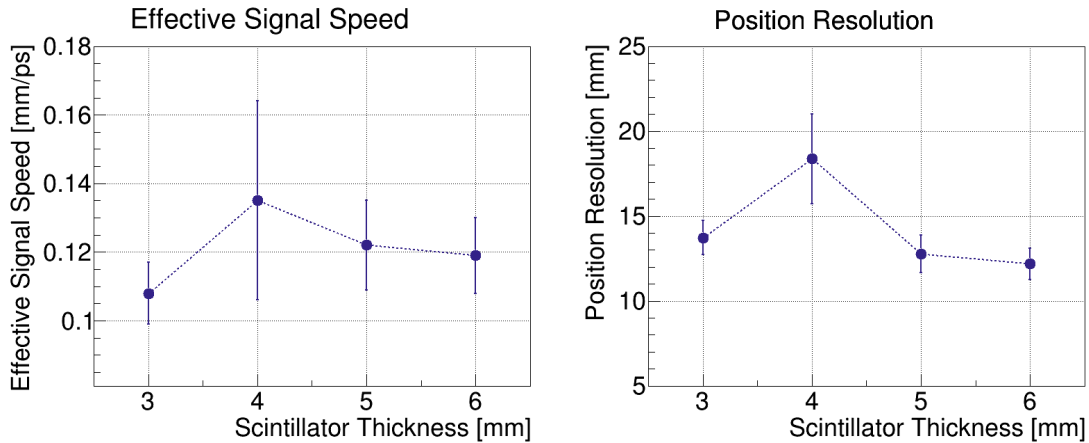 Effective Signal Speed
Effective Signal Speed [mm/ps]
0.18
0.16
0.14
0.12
0.1
3 4 5 6
Scintillator Thickness [mm]
Position Resolution
Position Resolution [mm]
25
20
15
10
5
3 4 5 6
Scintillator Thickness [mm]